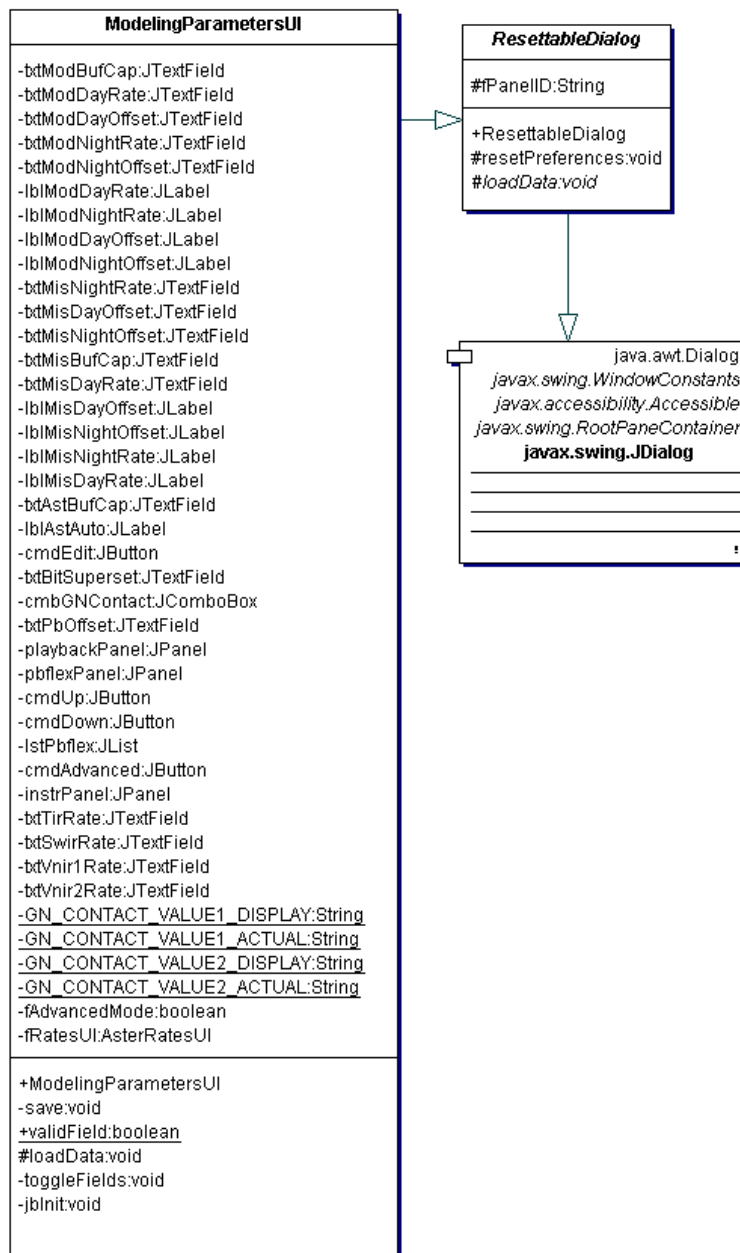 ModelingParametersUI
-txtModBufCap:JTextField
-txtModDayRate:JTextField
-txtModDayOffset:JTextField
-txtModNightRate:JTextField
-txtModNightOffset:JTextField
-lblModDayRate:JLabel
-lblModNightRate:JLabel
-lblModDayOffset:JLabel
-lblModNightOffset:JLabel
-txtMisNightRate:JTextField
-txtMisDayOffset:JTextField
-txtMisNightOffset:JTextField
-txtMisBufCap:JTextField
-txtMisDayRate:JTextField
-lblMisDayOffset:JLabel
-lblMisNightOffset:JLabel
-lblMisNightRate:JLabel
-lblMisDayRate:JLabel
-txtAstBufCap:JTextField
-lblAstAuto:JLabel
-cmdEdit:JButton
-txtBitSuperset:JTextField
-cmbGNContact:JComboBox
-txtPbOffset:JTextField
-playbackPanel:JPanel
-pbflexPanel:JPanel
-cmdUp:JButton
-cmdDown:JButton
-lstPbflex:JList
-cmdAdvanced:JButton
-instrPanel:JPanel
-txtTirRate:JTextField
-txtSwirRate:JTextField
-txtVnir1Rate:JTextField
-txtVnir2Rate:JTextField
-GN_CONTACT_VALUE1_DISPLAY:String
-GN_CONTACT_VALUE1_ACTUAL:String
-GN_CONTACT_VALUE2_DISPLAY:String
-GN_CONTACT_VALUE2_ACTUAL:String
-fAdvancedMode:boolean
-fRatesUI:AsterRatesUI
+ModelingParametersUI
-save:void
+validField:boolean
#loadData:void
-toggleFields:void
-jbInit:void
ResettableDialog
#fPanelID:String
+ResettableDialog
#resetPreferences:void
#loadData:void
java.awt.Dialog
javax.swing.WindowConstants
javax.accessibility.Accessible
javax.swing.RootPaneContainer
javax.swing.JDialog